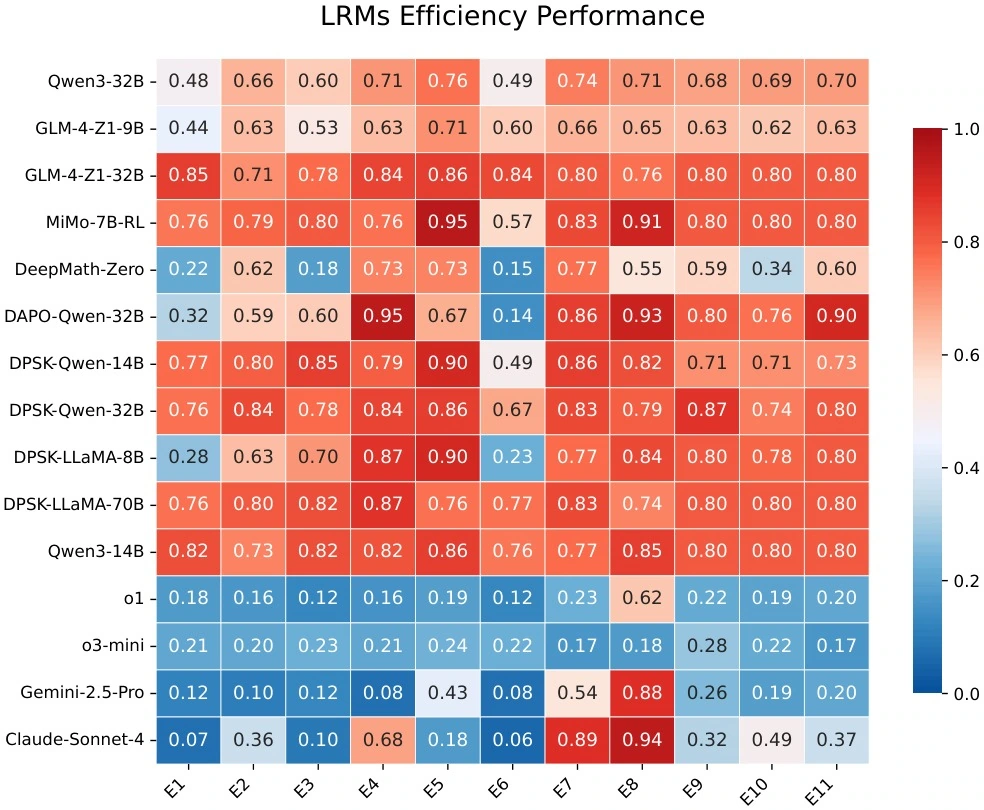 LRMs Efficiency Performance
Qwen3-32B 0.48 0.66 0.60 0.71 0.76 0.49 0.74 0.71 0.68 0.69 0.70
GLM-4-Z1-9B 0.44 0.63 0.53 0.63 0.71 0.60 0.66 0.65 0.63 0.62 0.63
GLM-4-Z1-32B 0.85 0.71 0.78 0.84 0.86 0.84 0.80 0.76 0.80 0.80 0.80
MiMo-7B-RL 0.76 0.79 0.80 0.76 0.95 0.57 0.83 0.91 0.80 0.80 0.80
DeepMath-Zero 0.22 0.62 0.18 0.73 0.73 0.15 0.77 0.55 0.59 0.34 0.60
DAPO-Qwen-32B 0.32 0.59 0.60 0.95 0.67 0.14 0.86 0.93 0.80 0.76 0.90
DPSK-Qwen-14B 0.77 0.80 0.85 0.79 0.90 0.49 0.86 0.82 0.71 0.71 0.73
DPSK-Qwen-32B 0.76 0.84 0.78 0.84 0.86 0.67 0.83 0.79 0.87 0.74 0.80
DPSK-LLaMA-8B 0.28 0.63 0.70 0.87 0.90 0.23 0.77 0.84 0.80 0.78 0.80
DPSK-LLaMA-70B 0.76 0.80 0.82 0.87 0.76 0.77 0.83 0.74 0.80 0.80 0.80
Qwen3-14B 0.82 0.73 0.82 0.82 0.86 0.76 0.77 0.85 0.80 0.80 0.80
o1 0.18 0.16 0.12 0.16 0.19 0.12 0.23 0.62 0.22 0.19 0.20
o3-mini 0.21 0.20 0.23 0.21 0.24 0.22 0.17 0.18 0.28 0.22 0.17
Gemini-2.5-Pro 0.12 0.10 0.12 0.08 0.43 0.08 0.54 0.88 0.26 0.19 0.20
Claude-Sonnet-4 0.07 0.36 0.10 0.68 0.18 0.06 0.89 0.94 0.32 0.49 0.37
E1 E2 E3 E4 E5 E6 E7 E8 E9 E10 E11
1.0
0.8
0.6
0.4
0.2
0.0